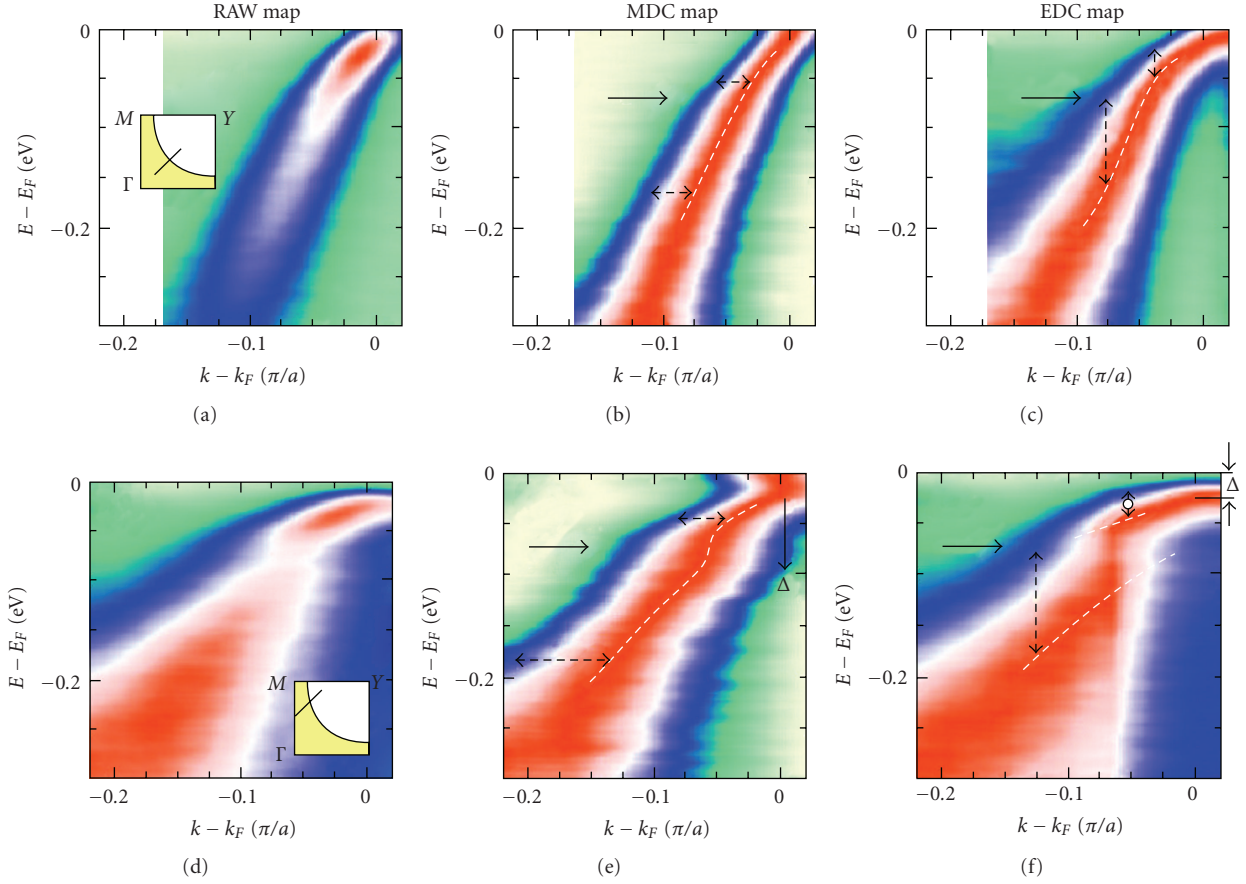 RAW map
MDC map
EDC map
0
−0.2
E − E_F (eV)
M Y
Γ
−0.2 −0.1 0
k − k_F (π/a)
(a)
0
−0.2
E − E_F (eV)
−0.2 −0.1 0
k − k_F (π/a)
(b)
0
−0.2
E − E_F (eV)
−0.2 −0.1 0
k − k_F (π/a)
(c)
0
−0.2
E − E_F (eV)
M Y
Γ
−0.2 −0.1 0
k − k_F (π/a)
(d)
0
−0.2
E − E_F (eV)
Δ
−0.2 −0.1 0
k − k_F (π/a)
(e)
0
−0.2
E − E_F (eV)
Δ
−0.2 −0.1 0
k − k_F (π/a)
(f)